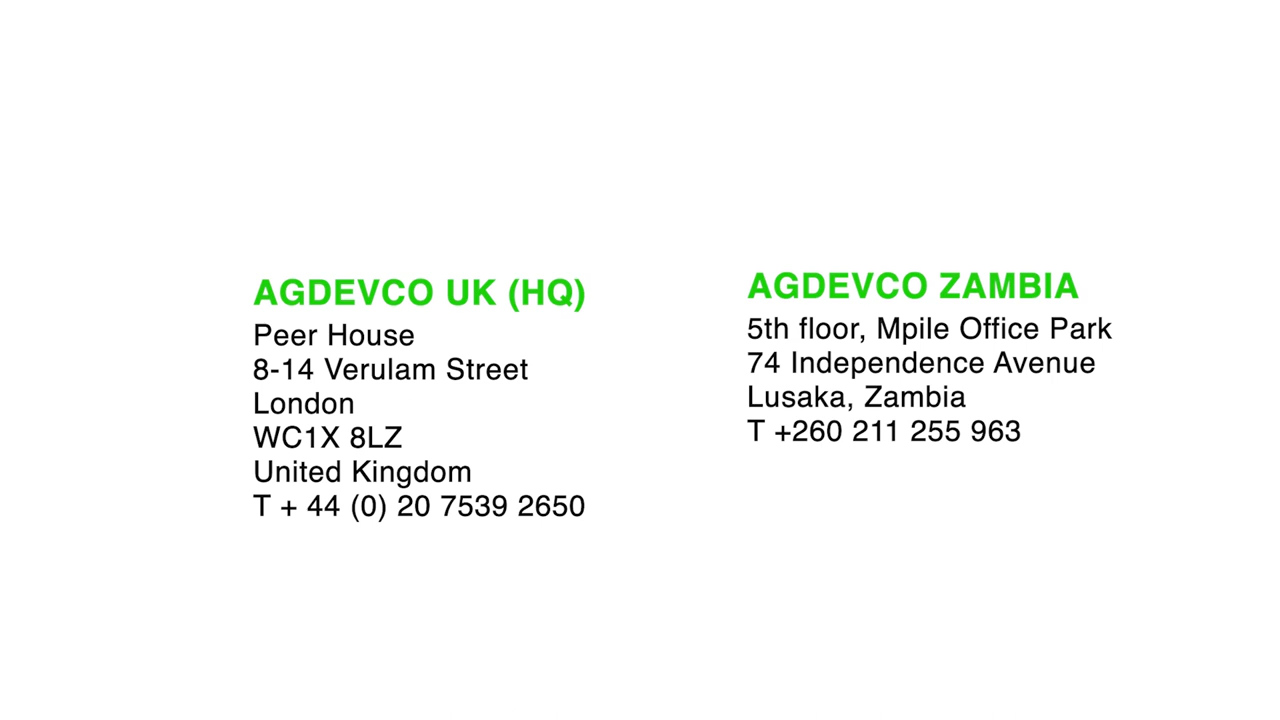 AGDEVCO UK (HQ)
Peer House
8-14 Verulam Street
London
WC1X 8LZ
United Kingdom
T + 44 (0) 20 7539 2650
AGDEVCO ZAMBIA
5th floor, Mpile Office Park
74 Independence Avenue
Lusaka, Zambia
T +260 211 255 963